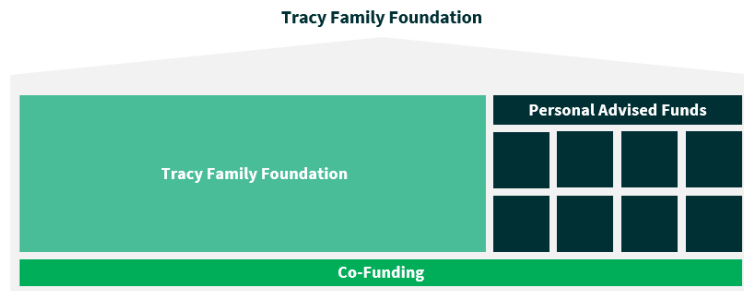 Tracy Family Foundation
Personal Advised Funds
Tracy Family Foundation
Co-Funding